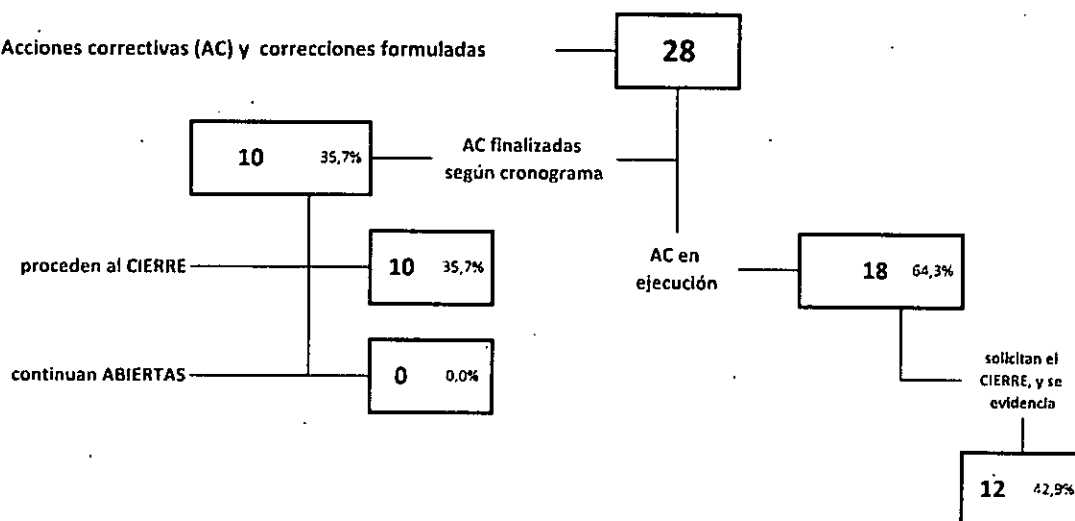 Acciones correctivas (AC) y correcciones formuladas
28
10 35,7%
AC finalizadas
según cronograma
proceden al CIERRE
10 35,7%
AC en
ejecución
18 64,3%
continuan ABIERTAS
0 0,0%
solicitan el
CIERRE, y se
evidencia
12 42,9%